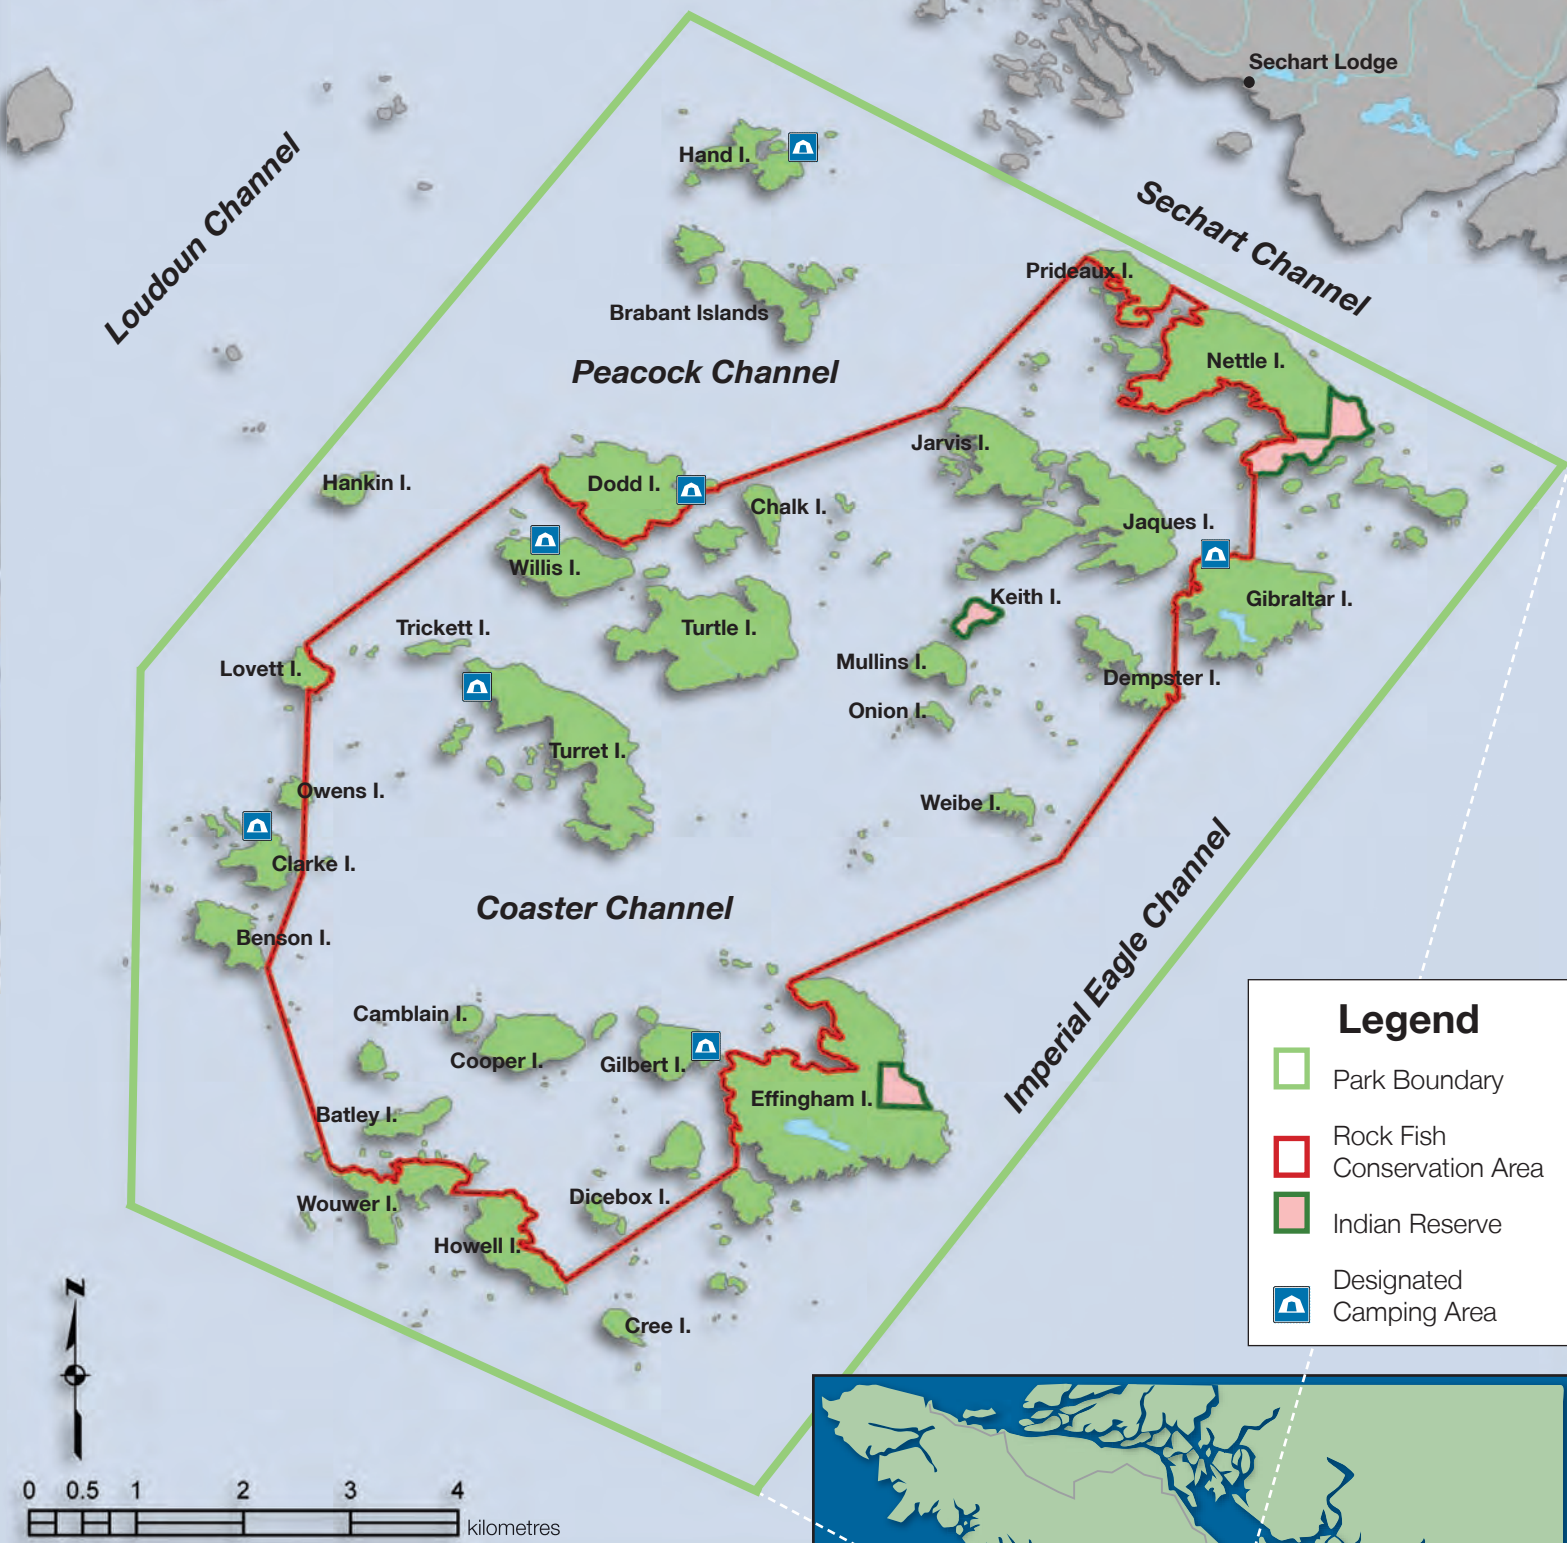 Sechart Lodge
Hand I.
Loudoun Channel
Sechart Channel
Prideaux I.
Brabant Islands
Nettle I.
Peacock Channel
Jarvis I.
Hankin I.
Dodd I.
Chalk I.
Jaques I.
Willis I.
Keith I.
Gibraltar I.
Trickett I.
Turtle I.
Lovett I.
Mullins I.
Dempster I.
Onion I.
Turret I.
Owens I.
Weibe I.
Clarke I.
Coaster Channel
Benson I.
Imperial Eagle Channel
Camblain I.
Cooper I.
Gilbert I.
Effingham I.
Batley I.
Dicebox I.
Wouwer I.
Howell I.
Cree I.
Legend
Park Boundary
Rock Fish
Conservation Area
Indian Reserve
Designated
Camping Area
N
0 0.5 1 2 3 4
kilometres